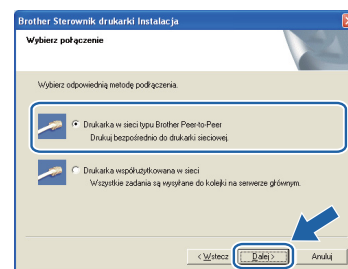 Brother Sterownik drukarki Instalacja
Wybierz połączenie
Wybierz odpowiednią metodę podłączenia.
Drukarka w sieci typu Brother Peer-to-Peer
Drukuj bezpośrednio do drukarki sieciowej.
Drukarka współużytkowana w sieci
Wszystkie zadania są wysyłane do kolejki na serwerze głównym.
< Wstecz Dalej > Anuluj